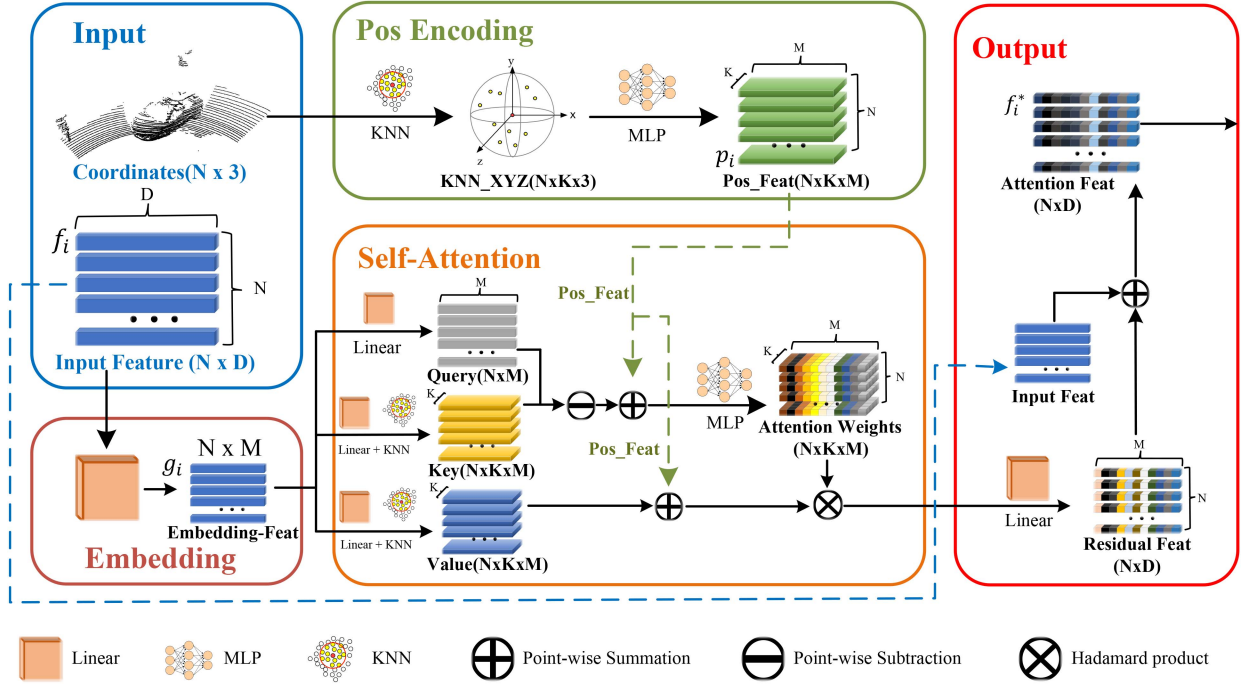 Input
Coordinates(N x 3)
D
f_i
N
Input Feature (N x D)
Pos Encoding
KNN
y
x
z
KNN_XYZ(NxKx3)
MLP
M
K
N
p_i
Pos_Feat(NxKxM)
Self-Attention
Pos_Feat
Linear
M
Query(NxM)
Linear + KNN
K
Key(NxKxM)
Linear + KNN
K
Value(NxKxM)
Pos_Feat
MLP
M
K
N
Attention Weights
(NxKxM)
Embedding
g_i
N x M
Embedding-Feat
Output
f_i^*
Attention Feat
(NxD)
Input Feat
Linear
M
N
Residual Feat
(NxD)
Linear
MLP
KNN
Point-wise Summation
Point-wise Subtraction
Hadamard product